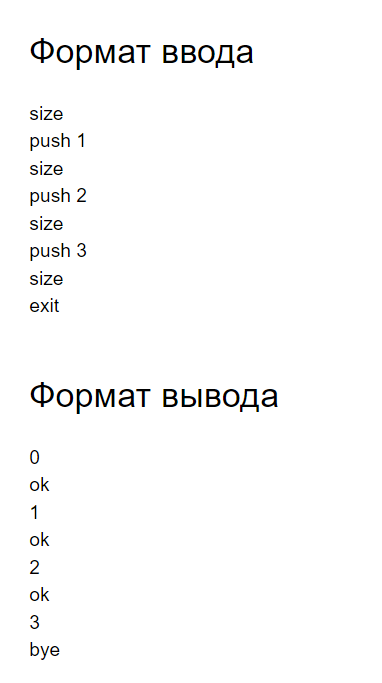 Формат ввода
size
push 1
size
push 2
size
push 3
size
exit
Формат вывода
0
ok
1
ok
2
ok
3
bye